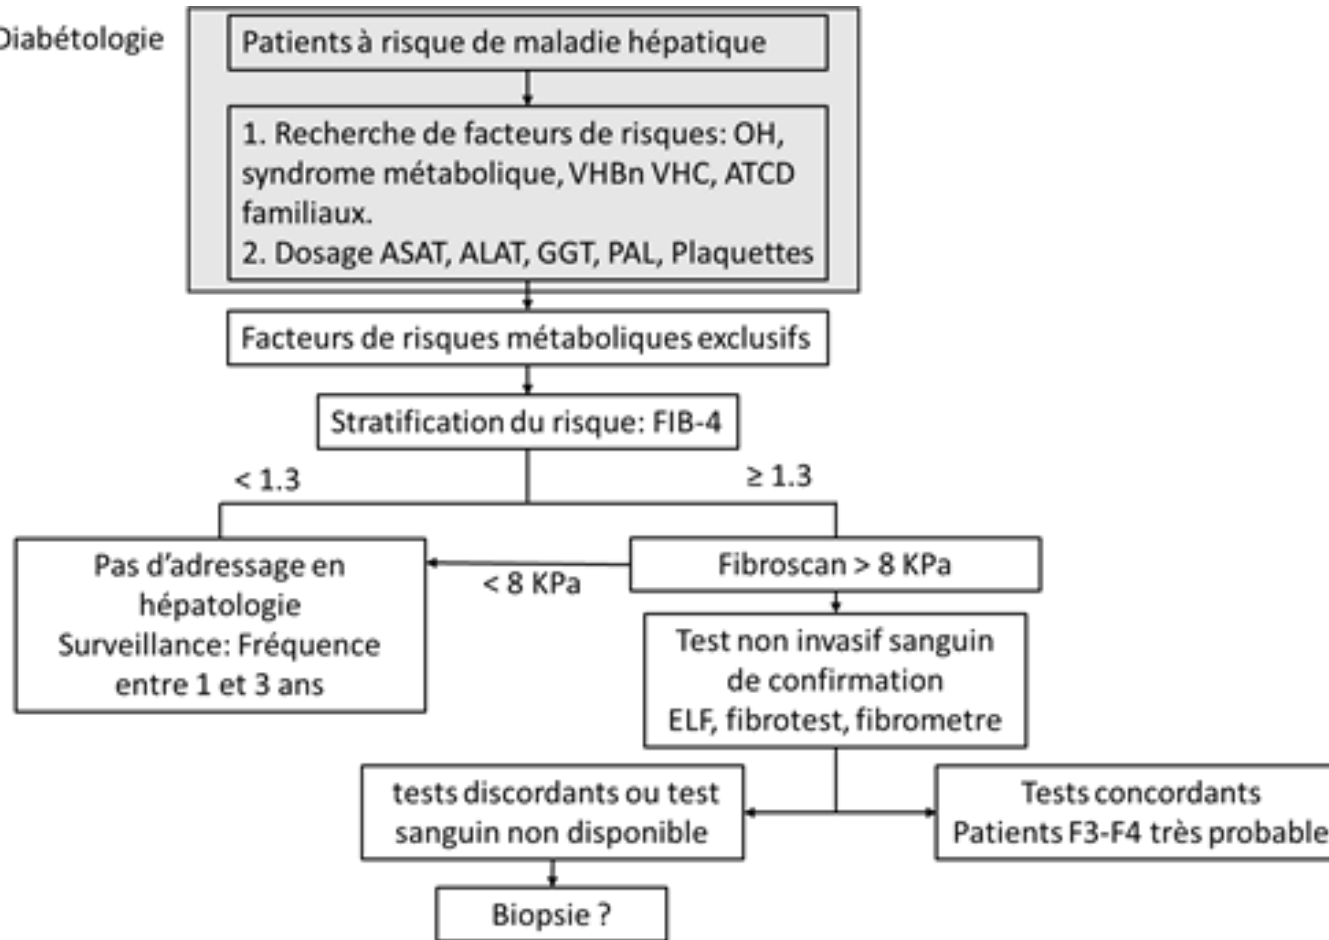 Diabétologie
Patients à risque de maladie hépatique
1. Recherche de facteurs de risques: OH,
syndrome métabolique, VHBn VHC, ATCD
familiaux.
2. Dosage ASAT, ALAT, GGT, PAL, Plaquettes
Facteurs de risques métaboliques exclusifs
Stratification du risque: FIB-4
< 1.3
≥ 1.3
Pas d'adressage en
hépatologie
Surveillance: Fréquence
entre 1 et 3 ans
< 8 KPa
Fibroscan > 8 KPa
Test non invasif sanguin
de confirmation
ELF, fibrotest, fibrometre
tests discordants ou test
sanguin non disponible
Tests concordants
Patients F3-F4 très probable
Biopsie ?